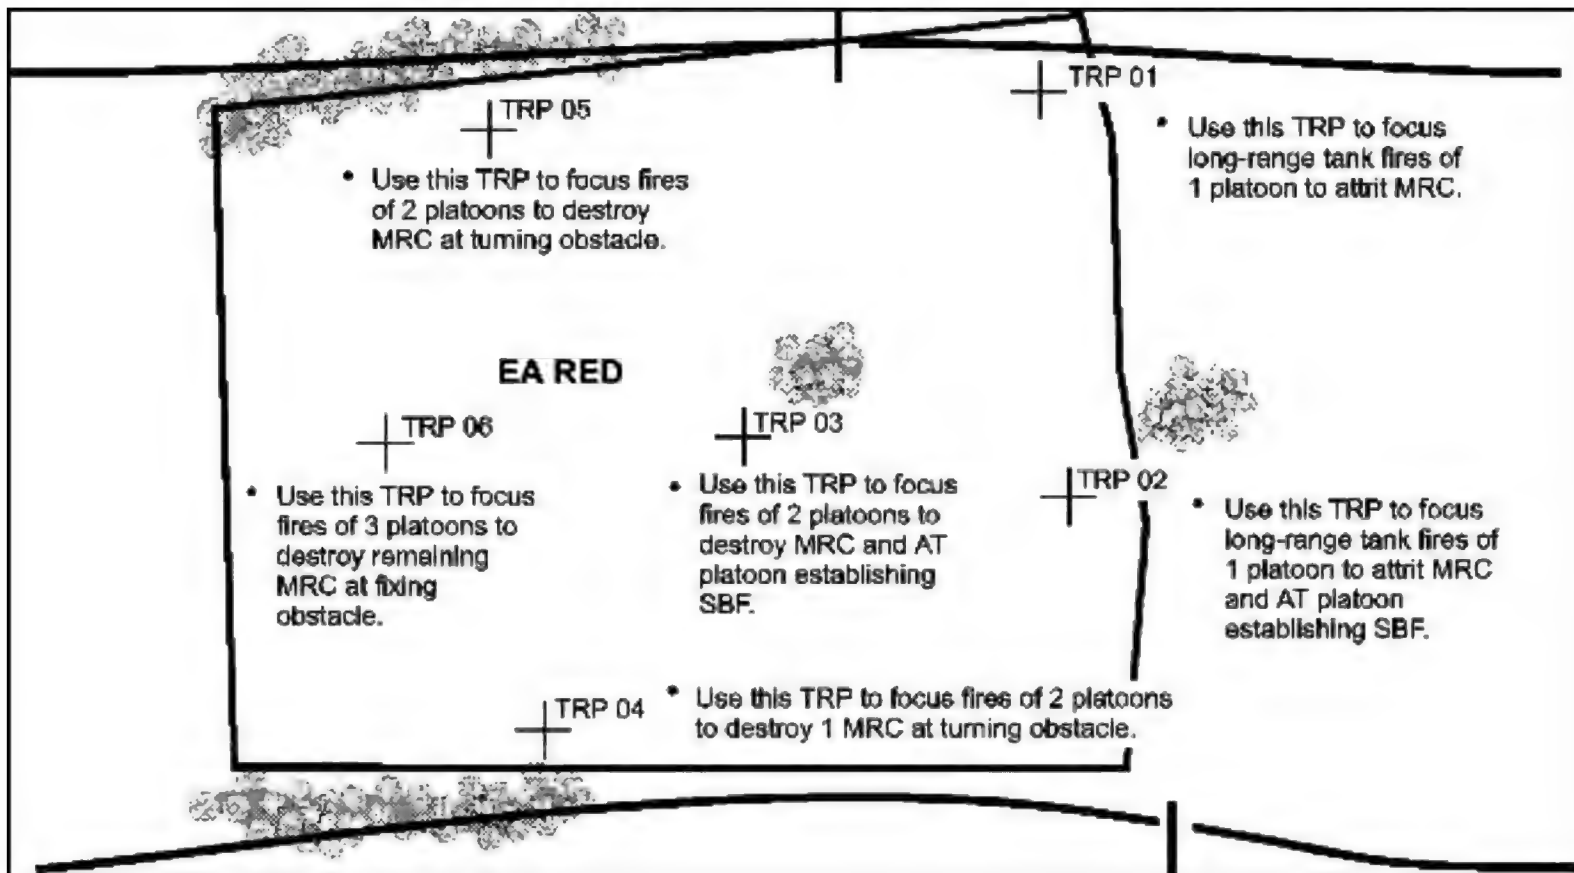 TRP 01
• Use this TRP to focus
long-range tank fires of
1 platoon to attrit MRC.
TRP 05
• Use this TRP to focus fires
of 2 platoons to destroy
MRC at turning obstacle.
EA RED
TRP 06
• Use this TRP to focus
fires of 3 platoons to
destroy remaining
MRC at fixing
obstacle.
TRP 03
• Use this TRP to focus
fires of 2 platoons to
destroy MRC and AT
platoon establishing
SBF.
TRP 02
• Use this TRP to focus
long-range tank fires of
1 platoon to attrit MRC
and AT platoon
establishing SBF.
TRP 04
• Use this TRP to focus fires of 2 platoons
to destroy 1 MRC at turning obstacle.